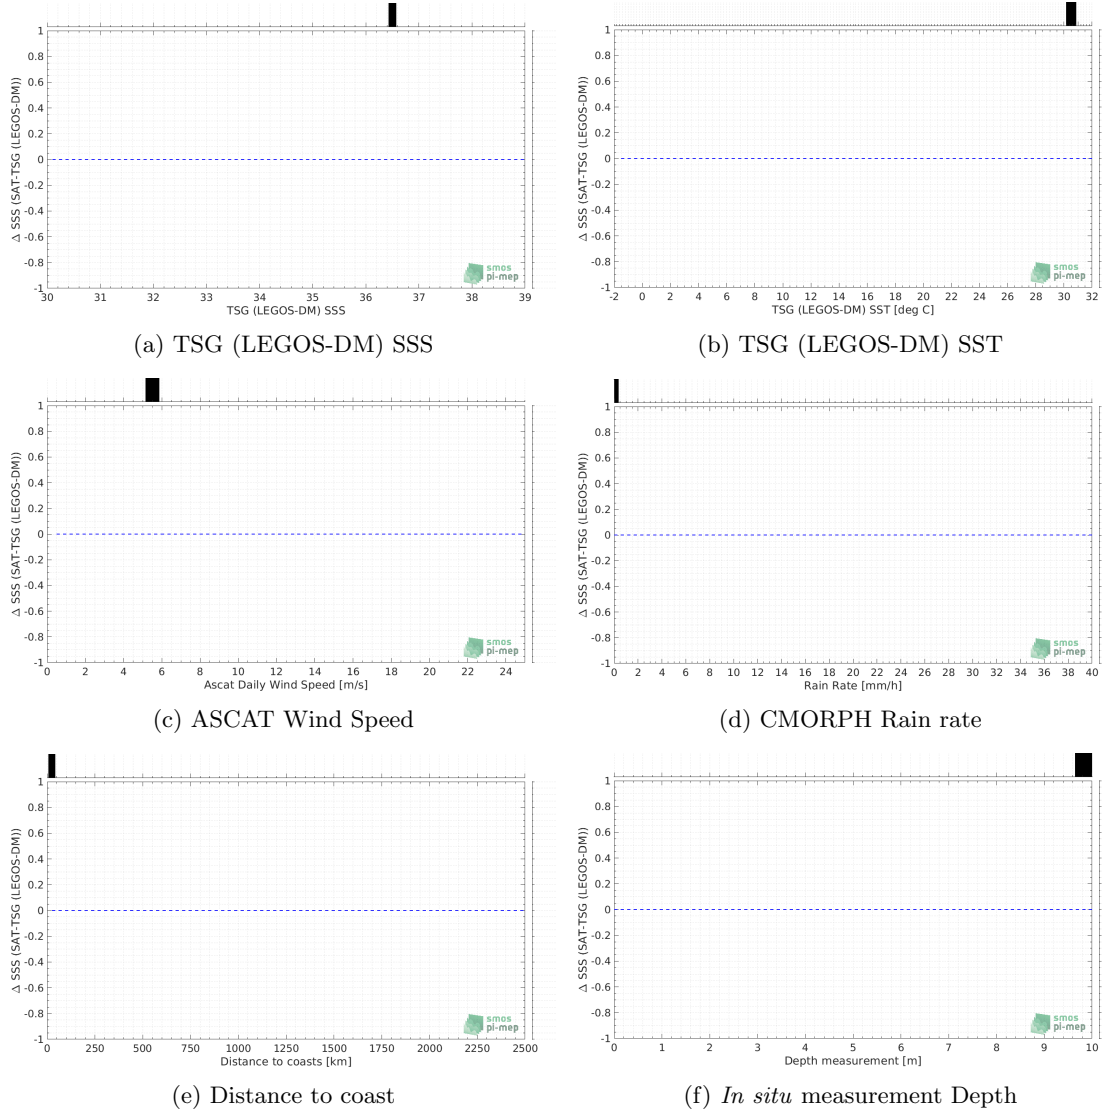 1
0.8
0.6
0.4
0.2
0
-0.2
-0.4
-0.6
-0.8
-1
Δ SSS (SAT-TSG (LEGOS-DM))
30 31 32 33 34 35 36 37 38 39
TSG (LEGOS-DM) SSS
smos
pi-mep
(a) TSG (LEGOS-DM) SSS
1
0.8
0.6
0.4
0.2
0
-0.2
-0.4
-0.6
-0.8
-1
Δ SSS (SAT-TSG (LEGOS-DM))
-2 0 2 4 6 8 10 12 14 16 18 20 22 24 26 28 30 32
TSG (LEGOS-DM) SST [deg C]
smos
pi-mep
(b) TSG (LEGOS-DM) SST
1
0.8
0.6
0.4
0.2
0
-0.2
-0.4
-0.6
-0.8
-1
Δ SSS (SAT-TSG (LEGOS-DM))
0 2 4 6 8 10 12 14 16 18 20 22 24
Ascat Daily Wind Speed [m/s]
smos
pi-mep
(c) ASCAT Wind Speed
1
0.8
0.6
0.4
0.2
0
-0.2
-0.4
-0.6
-0.8
-1
Δ SSS (SAT-TSG (LEGOS-DM))
0 2 4 6 8 10 12 14 16 18 20 22 24 26 28 30 32 34 36 38 40
Rain Rate [mm/h]
smos
pi-mep
(d) CMORPH Rain rate
1
0.8
0.6
0.4
0.2
0
-0.2
-0.4
-0.6
-0.8
-1
Δ SSS (SAT-TSG (LEGOS-DM))
0 250 500 750 1000 1250 1500 1750 2000 2250 2500
Distance to coasts [km]
smos
pi-mep
(e) Distance to coast
1
0.8
0.6
0.4
0.2
0
-0.2
-0.4
-0.6
-0.8
-1
Δ SSS (SAT-TSG (LEGOS-DM))
0 1 2 3 4 5 6 7 8 9 10
Depth measurement [m]
smos
pi-mep
(f) In situ measurement Depth